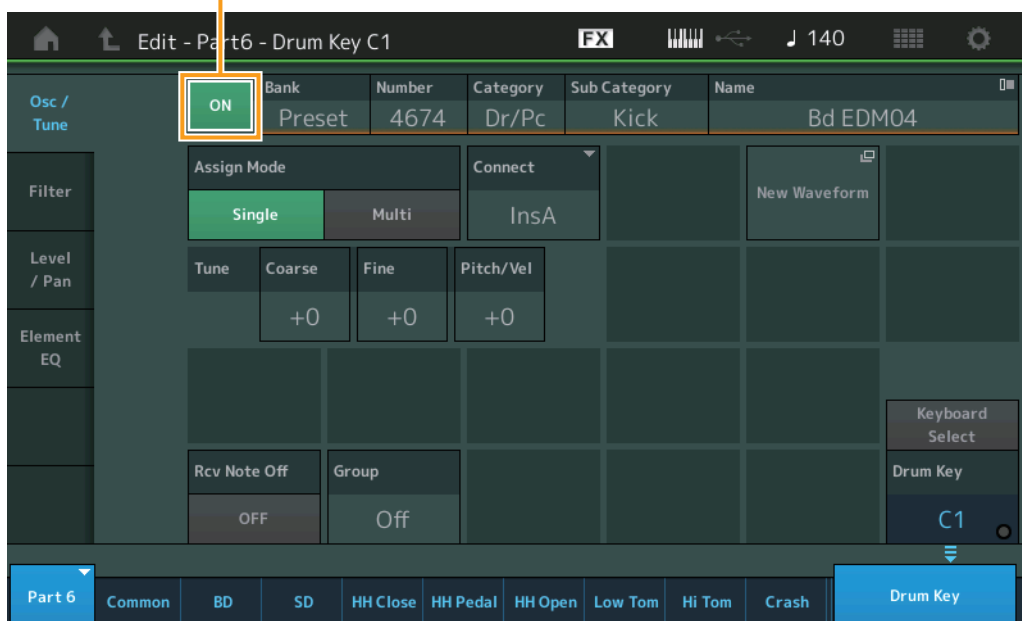 Edit - Part6 - Drum Key C1
FX
♩ 140
Osc /
Tune
Filter
Level
/ Pan
Element
EQ
ON
Bank
Preset
Number
4674
Category
Dr/Pc
Sub Category
Kick
Name
Bd EDM04
Assign Mode
Single
Multi
Connect
InsA
New Waveform
Tune
Coarse
+0
Fine
+0
Pitch/Vel
+0
Rcv Note Off
OFF
Group
Off
Keyboard
Select
Drum Key
C1
Part 6
Common
BD
SD
HH Close
HH Pedal
HH Open
Low Tom
Hi Tom
Crash
Drum Key